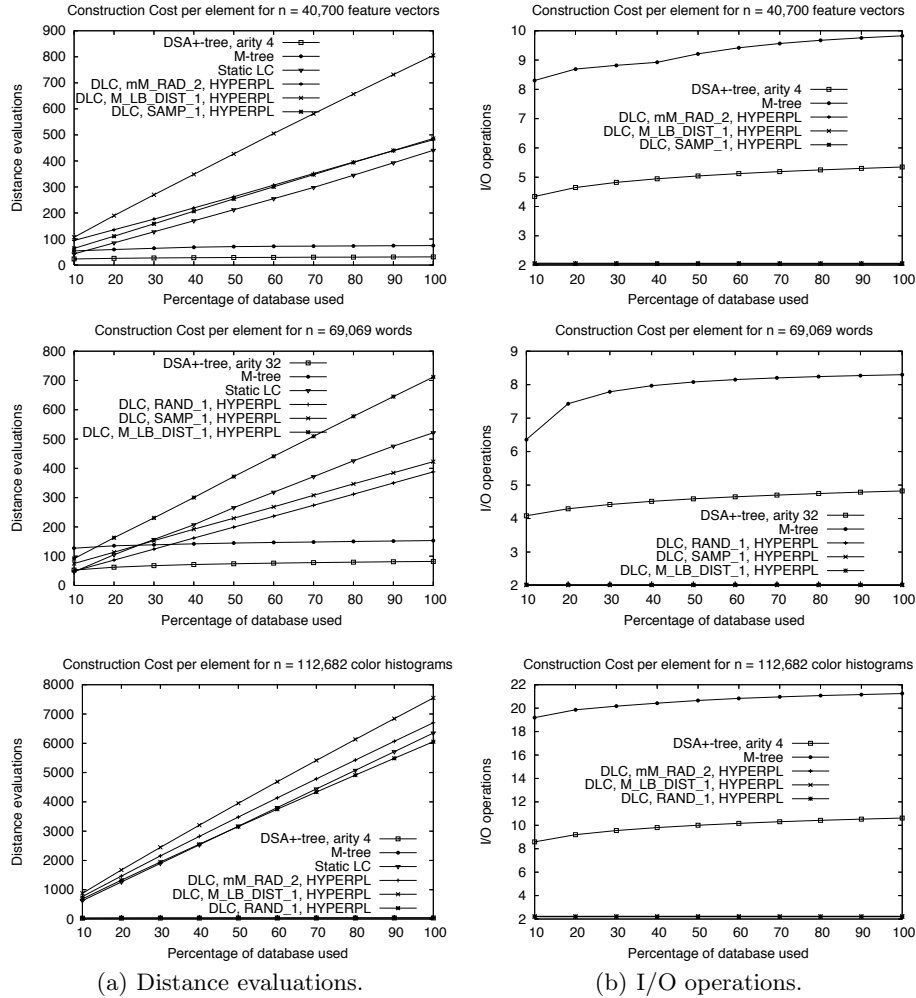 Construction Cost per element for n = 40,700 feature vectors
900
800
700
600
500
400
300
200
100
0
10 20 30 40 50 60 70 80 90 100
Distance evaluations
Percentage of database used
DSA+-tree, arity 4
M-tree
Static LC
DLC, mM_RAD_2, HYPERPL
DLC, M_LB_DIST_1, HYPERPL
DLC, SAMP_1, HYPERPL
Construction Cost per element for n = 40,700 feature vectors
10
9
8
7
6
5
4
3
2
10 20 30 40 50 60 70 80 90 100
I/O operations
Percentage of database used
DSA+-tree, arity 4
M-tree
DLC, mM_RAD_2, HYPERPL
DLC, M_LB_DIST_1, HYPERPL
DLC, SAMP_1, HYPERPL
Construction Cost per element for n = 69,069 words
800
700
600
500
400
300
200
100
0
10 20 30 40 50 60 70 80 90 100
Distance evaluations
Percentage of database used
DSA+-tree, arity 32
M-tree
Static LC
DLC, RAND_1, HYPERPL
DLC, SAMP_1, HYPERPL
DLC, M_LB_DIST_1, HYPERPL
Construction Cost per element for n = 69,069 words
9
8
7
6
5
4
3
2
10 20 30 40 50 60 70 80 90 100
I/O operations
Percentage of database used
DSA+-tree, arity 32
M-tree
DLC, RAND_1, HYPERPL
DLC, SAMP_1, HYPERPL
DLC, M_LB_DIST_1, HYPERPL
Construction Cost per element for n = 112,682 color histograms
8000
7000
6000
5000
4000
3000
2000
1000
0
10 20 30 40 50 60 70 80 90 100
Distance evaluations
Percentage of database used
DSA+-tree, arity 4
M-tree
Static LC
DLC, mM_RAD_2, HYPERPL
DLC, M_LB_DIST_1, HYPERPL
DLC, RAND_1, HYPERPL
Construction Cost per element for n = 112,682 color histograms
22
20
18
16
14
12
10
8
6
4
2
10 20 30 40 50 60 70 80 90 100
I/O operations
Percentage of database used
DSA+-tree, arity 4
M-tree
DLC, mM_RAD_2, HYPERPL
DLC, M_LB_DIST_1, HYPERPL
DLC, RAND_1, HYPERPL
(a) Distance evaluations.
(b) I/O operations.